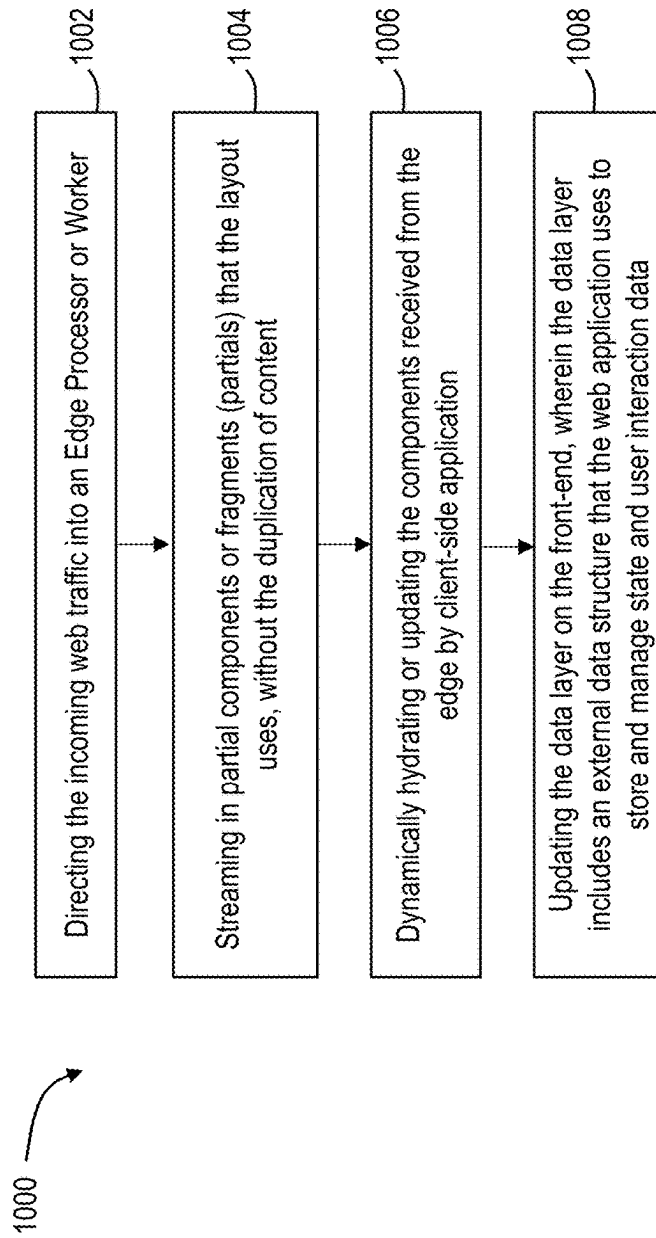 1000
Directing the incoming web traffic into an Edge Processor or Worker
1002
Streaming in partial components or fragments (partials) that the layout
uses, without the duplication of content
1004
Dynamically hydrating or updating the components received from the
edge by client-side application
1006
Updating the data layer on the front-end, wherein the data layer
includes an external data structure that the web application uses to
store and manage state and user interaction data
1008